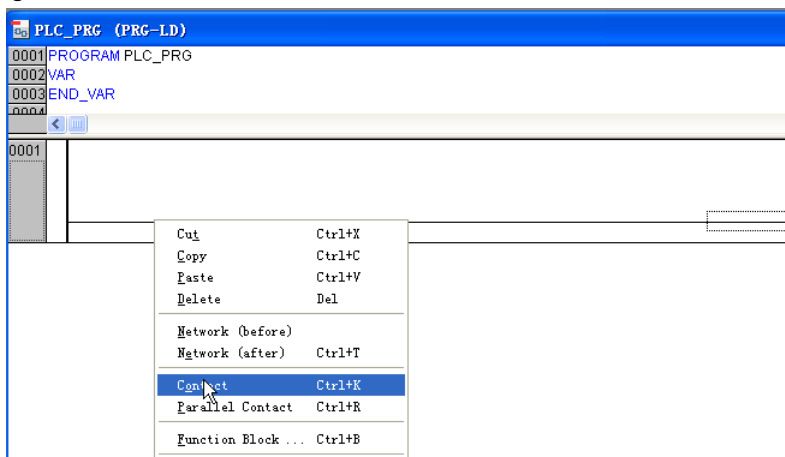 PLC_PRG (PRG-LD)
0001 PROGRAM PLC_PRG
0002 VAR
0003 END_VAR
0004
0001
Cut Ctrl+X
Copy Ctrl+C
Paste Ctrl+V
Delete Del
Network (before)
Network (after) Ctrl+T
Contact Ctrl+K
Parallel Contact Ctrl+R
Function Block ... Ctrl+B